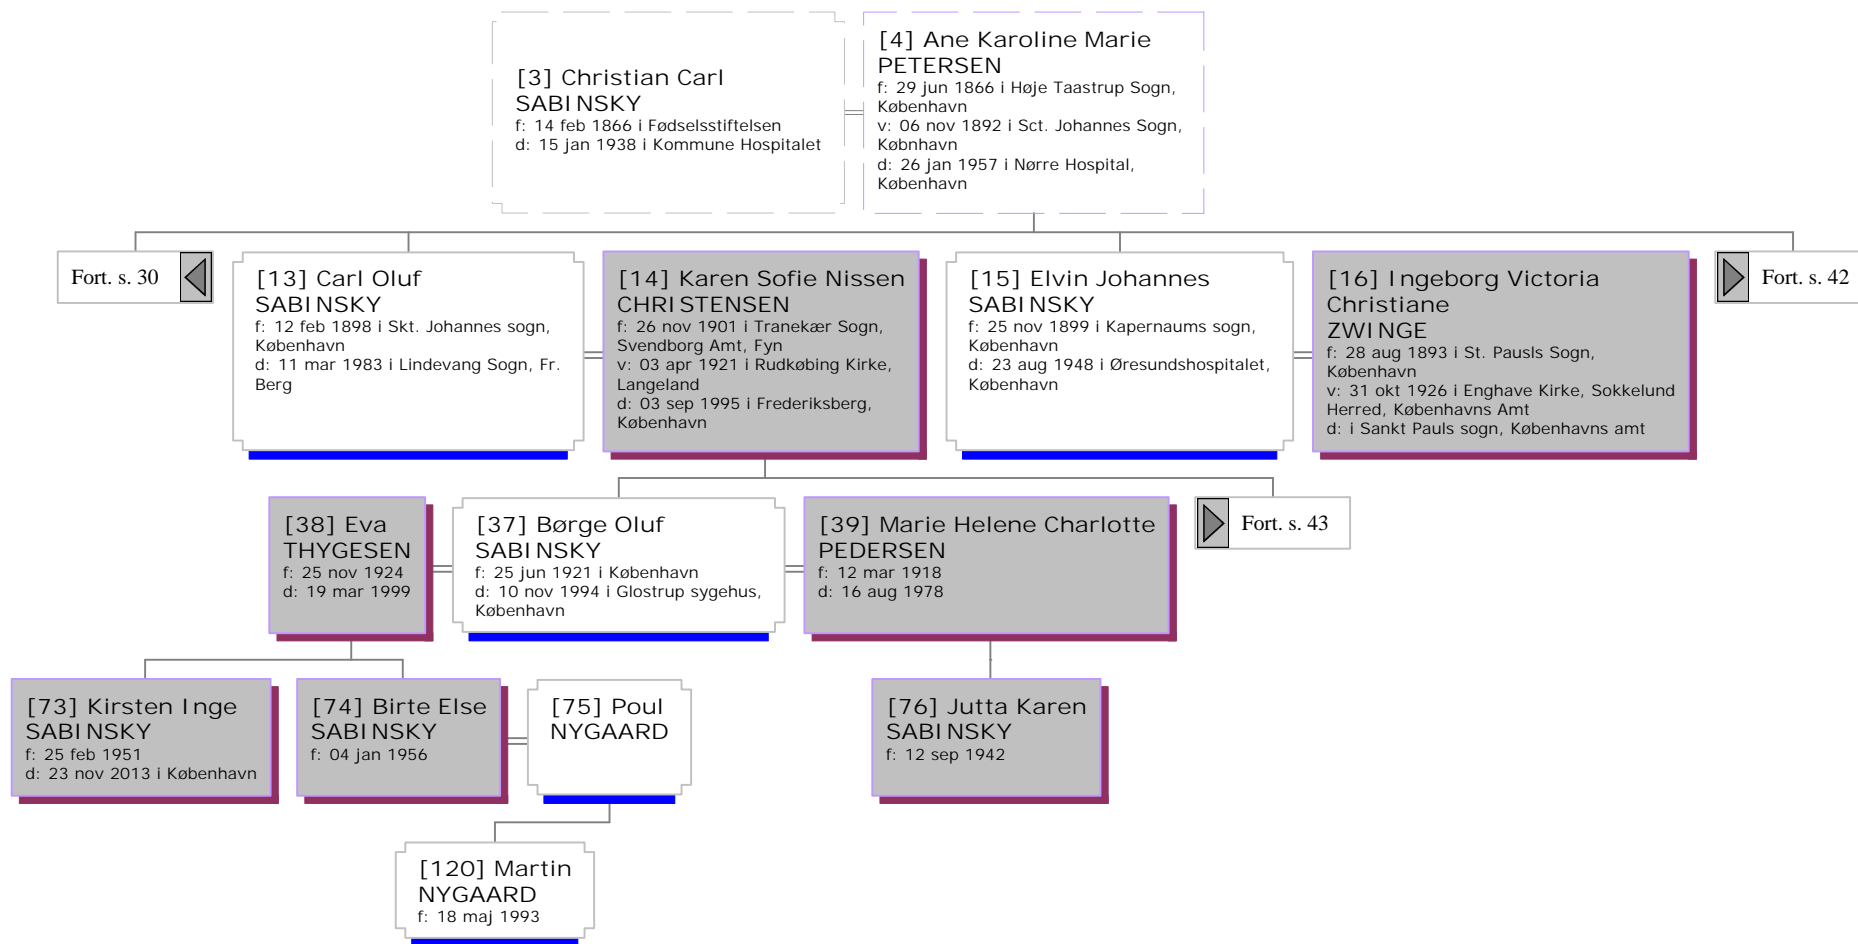 [3] Christian Carl
SABINSKY
f: 14 feb 1866 i Fødselsstiftelsen
d: 15 jan 1938 i Kommune Hospitalet
[4] Ane Karoline Marie
PETERSEN
f: 29 jun 1866 i Høje Taastrup Sogn,
København
v: 06 nov 1892 i Sct. Johannes Sogn,
Købnhavn
d: 26 jan 1957 i Nørre Hospital,
København
Fort. s. 30
[13] Carl Oluf
SABINSKY
f: 12 feb 1898 i Skt. Johannes sogn,
København
d: 11 mar 1983 i Lindevang Sogn, Fr.
Berg
[14] Karen Sofie Nissen
CHRISTENSEN
f: 26 nov 1901 i Tranekær Sogn,
Svendborg Amt, Fyn
v: 03 apr 1921 i Rudkøbing Kirke,
Langeland
d: 03 sep 1995 i Frederiksberg,
København
[15] Elvin Johannes
SABINSKY
f: 25 nov 1899 i Kapernaums sogn,
København
d: 23 aug 1948 i Øresundshospitalet,
København
[16] Ingeborg Victoria
Christiane
ZWINGE
f: 28 aug 1893 i St. Pausls Sogn,
København
v: 31 okt 1926 i Enghave Kirke, Sokkelund
Herred, Københavns Amt
d: i Sankt Pauls sogn, Københavns amt
Fort. s. 42
[38] Eva
THYGESEN
f: 25 nov 1924
d: 19 mar 1999
[37] Børge Oluf
SABINSKY
f: 25 jun 1921 i København
d: 10 nov 1994 i Glostrup sygehus,
København
[39] Marie Helene Charlotte
PEDERSEN
f: 12 mar 1918
d: 16 aug 1978
Fort. s. 43
[73] Kirsten Inge
SABINSKY
f: 25 feb 1951
d: 23 nov 2013 i København
[74] Birte Else
SABINSKY
f: 04 jan 1956
[75] Poul
NYGAARD
[76] Jutta Karen
SABINSKY
f: 12 sep 1942
[120] Martin
NYGAARD
f: 18 maj 1993